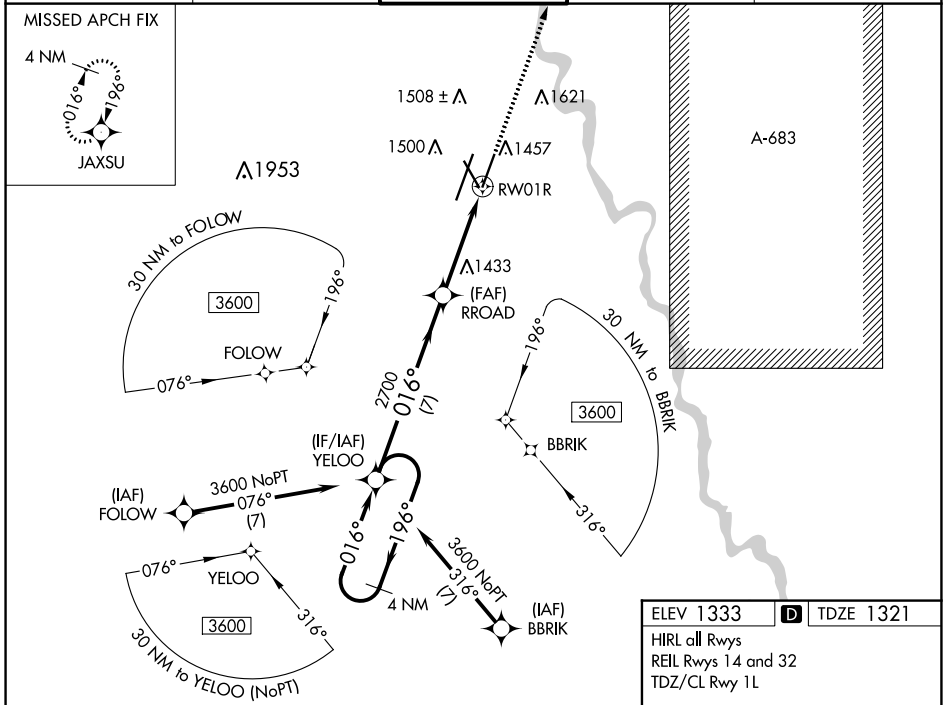 MISSED APCH FIX
4 NM
016°
196°
JAXSU
1508 ±
1621
1500
1457
RW01R
1953
A-683
30 NM to FOLOW
3600
196°
FOLOW
076°
1433
(FAF)
RROAD
2700
016°
(7)
30 NM to BBRIK
196°
3600
BBRIK
316°
(IF/IAF)
YELOO
(IAF)
FOLOW
3600 NoPT
076°
(7)
016°
196°
4 NM
3600 NoPT
316°
(7)
(IAF)
BBRIK
076°
YELOO
316°
3600
30 NM to YELOO (NoPT)
ELEV 1333 D TDZE 1321
HIRL all Rwys
REIL Rwys 14 and 32
TDZ/CL Rwy 1L